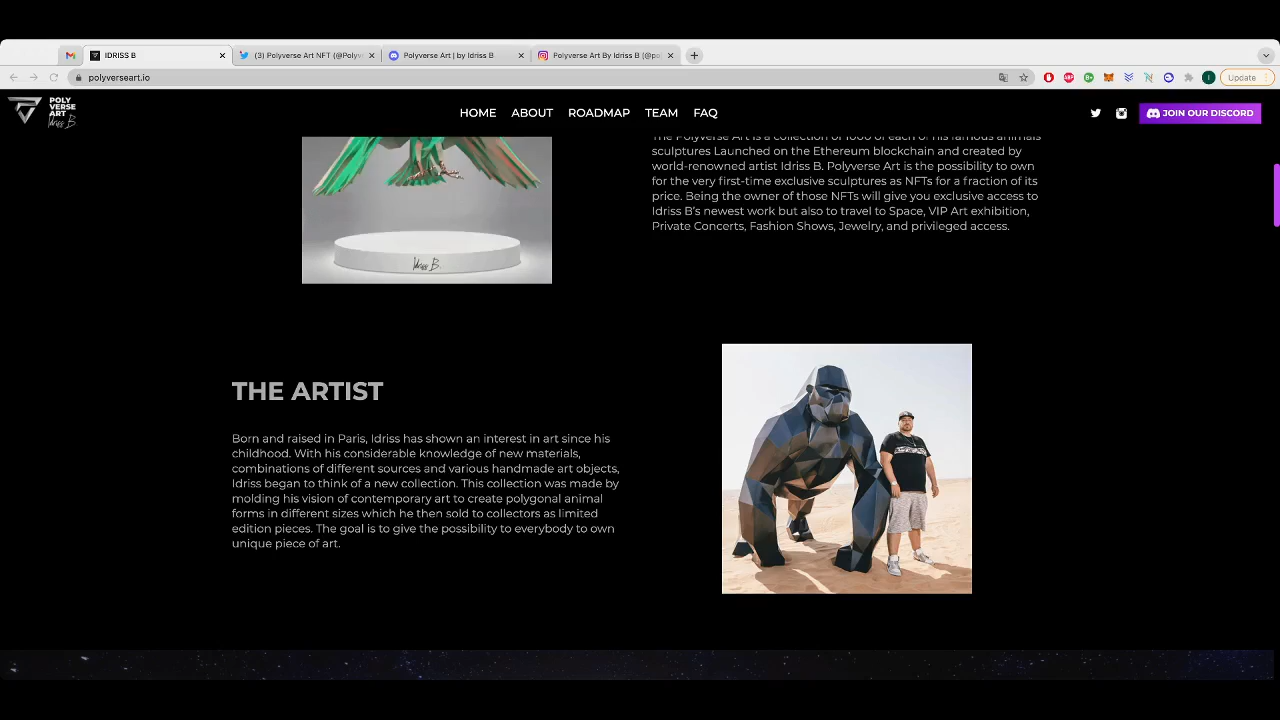 IDRISS B
(3) Polyverse Art NFT (@Polyv
Polyverse Art | by Idriss B
Polyverse Art By Idriss B (@po
polyverseart.io
Update
POLY
VERSE
ART
Idriss B.
HOME
ABOUT
ROADMAP
TEAM
FAQ
JOIN OUR DISCORD
The Polyverse Art is a collection of 1000 of each of his famous animals
sculptures Launched on the Ethereum blockchain and created by
world-renowned artist Idriss B. Polyverse Art is the possibility to own
for the very first-time exclusive sculptures as NFTs for a fraction of its
price. Being the owner of those NFTs will give you exclusive access to
Idriss B's newest work but also to travel to Space, VIP Art exhibition,
Private Concerts, Fashion Shows, Jewelry, and privileged access.
Idriss B.
THE ARTIST
Born and raised in Paris, Idriss has shown an interest in art since his
childhood. With his considerable knowledge of new materials,
combinations of different sources and various handmade art objects,
Idriss began to think of a new collection. This collection was made by
molding his vision of contemporary art to create polygonal animal
forms in different sizes which he then sold to collectors as limited
edition pieces. The goal is to give the possibility to everybody to own
unique piece of art.